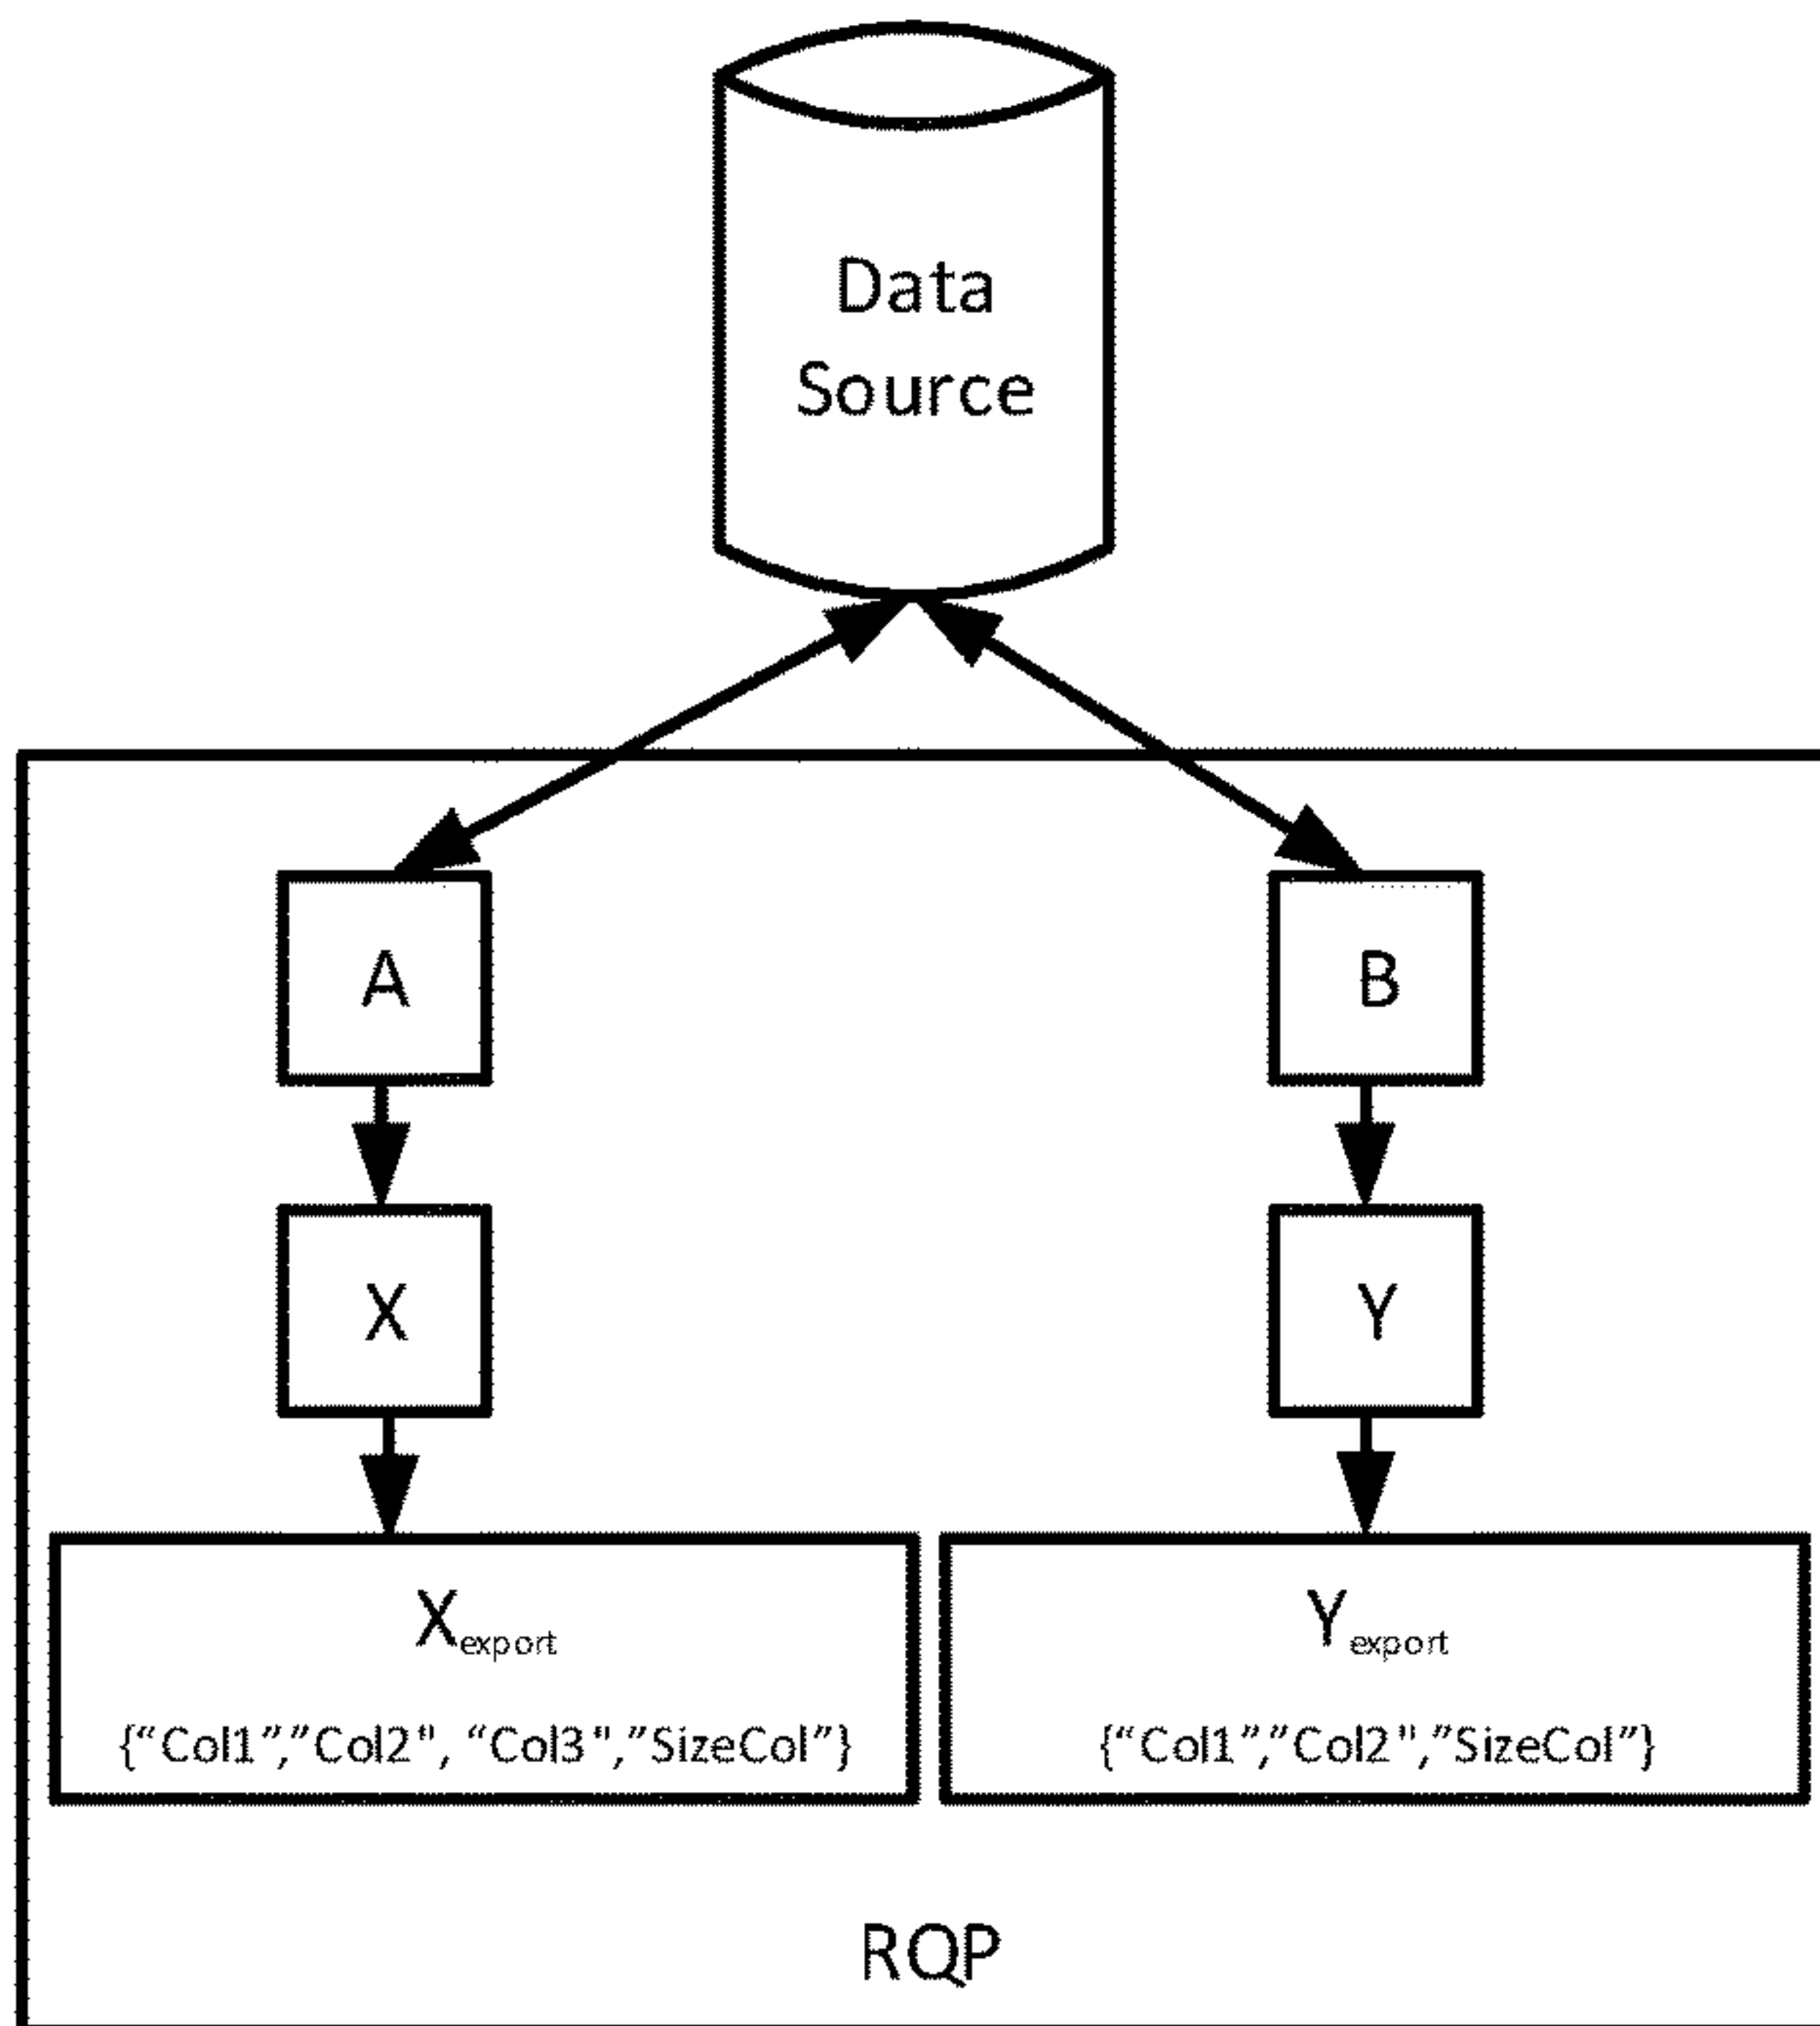 Data
Source
A
B
X
Y
Xexport
{“Col1”,”Col2", “Col3",”SizeCol”}
Yexport
{“Col1”,”Col2",”SizeCol”}
RQP